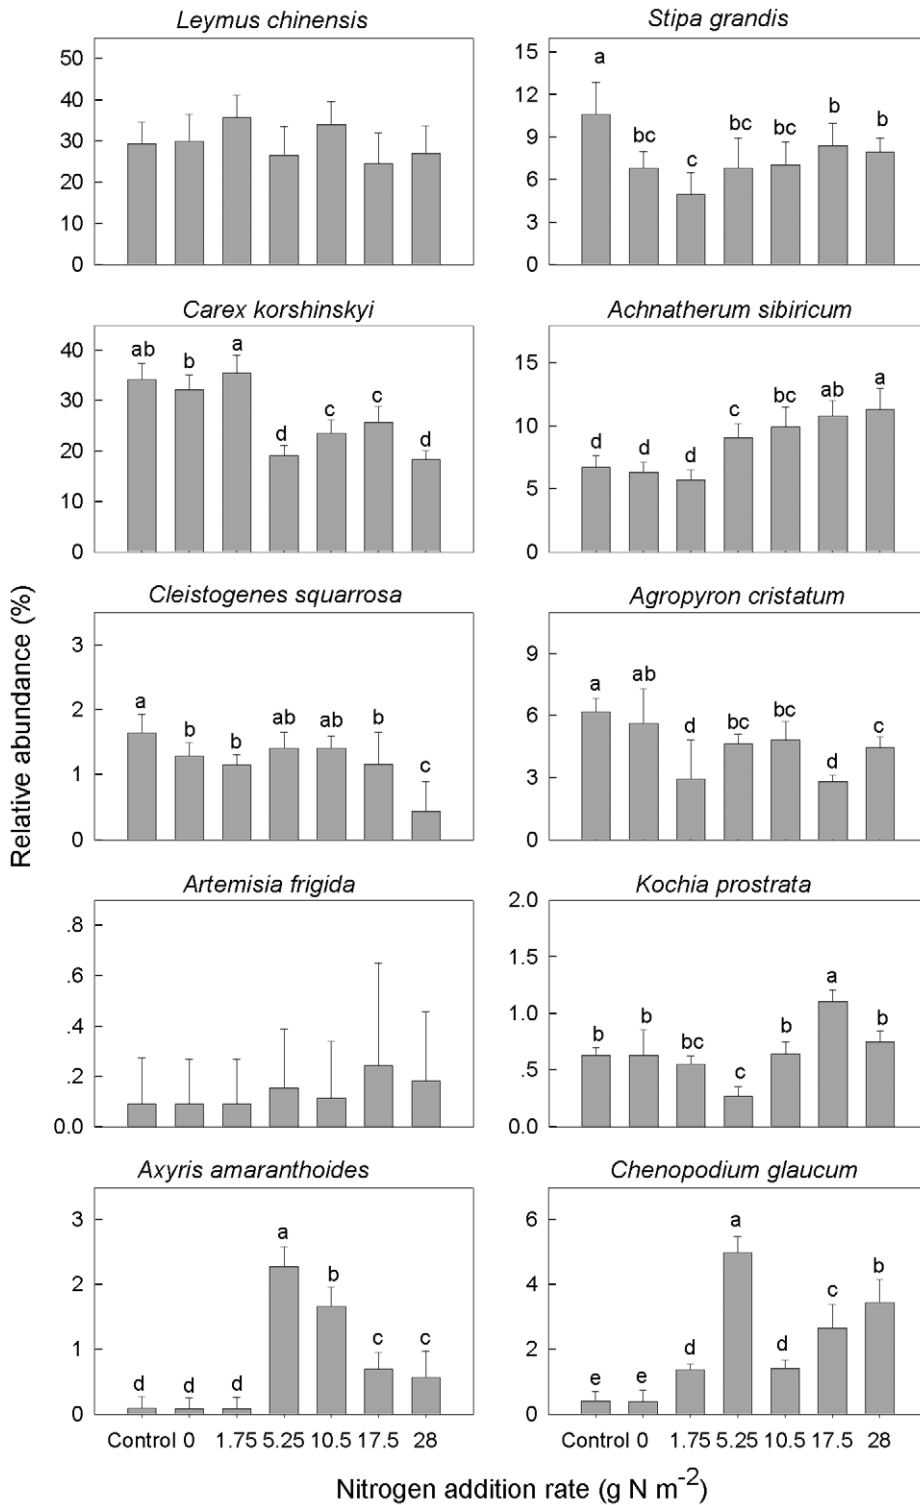 Leymus chinensis
50
40
30
20
10
0
Stipa grandis
15
12
9
6
3
0
a
bc
c
bc
bc
b
b
Carex korshinskyi
40
30
20
10
0
ab
b
a
d
c
c
d
Achnatherum sibiricum
15
10
5
0
d
d
d
c
bc
ab
a
Relative abundance (%)
Cleistogenes squarrosa
3
2
1
0
a
b
b
ab
ab
b
c
Agropyron cristatum
9
6
3
0
a
ab
d
bc
bc
d
c
Artemisia frigida
.8
.6
.4
.2
0.0
Kochia prostrata
2.0
1.5
1.0
.5
0.0
b
b
bc
c
b
a
b
Axyris amaranthoides
3
2
1
0
d
d
d
a
b
c
c
Control 0 1.75 5.25 10.5 17.5 28
Chenopodium glaucum
6
4
2
0
e
e
d
a
d
c
b
Control 0 1.75 5.25 10.5 17.5 28
Nitrogen addition rate (g N m⁻²)